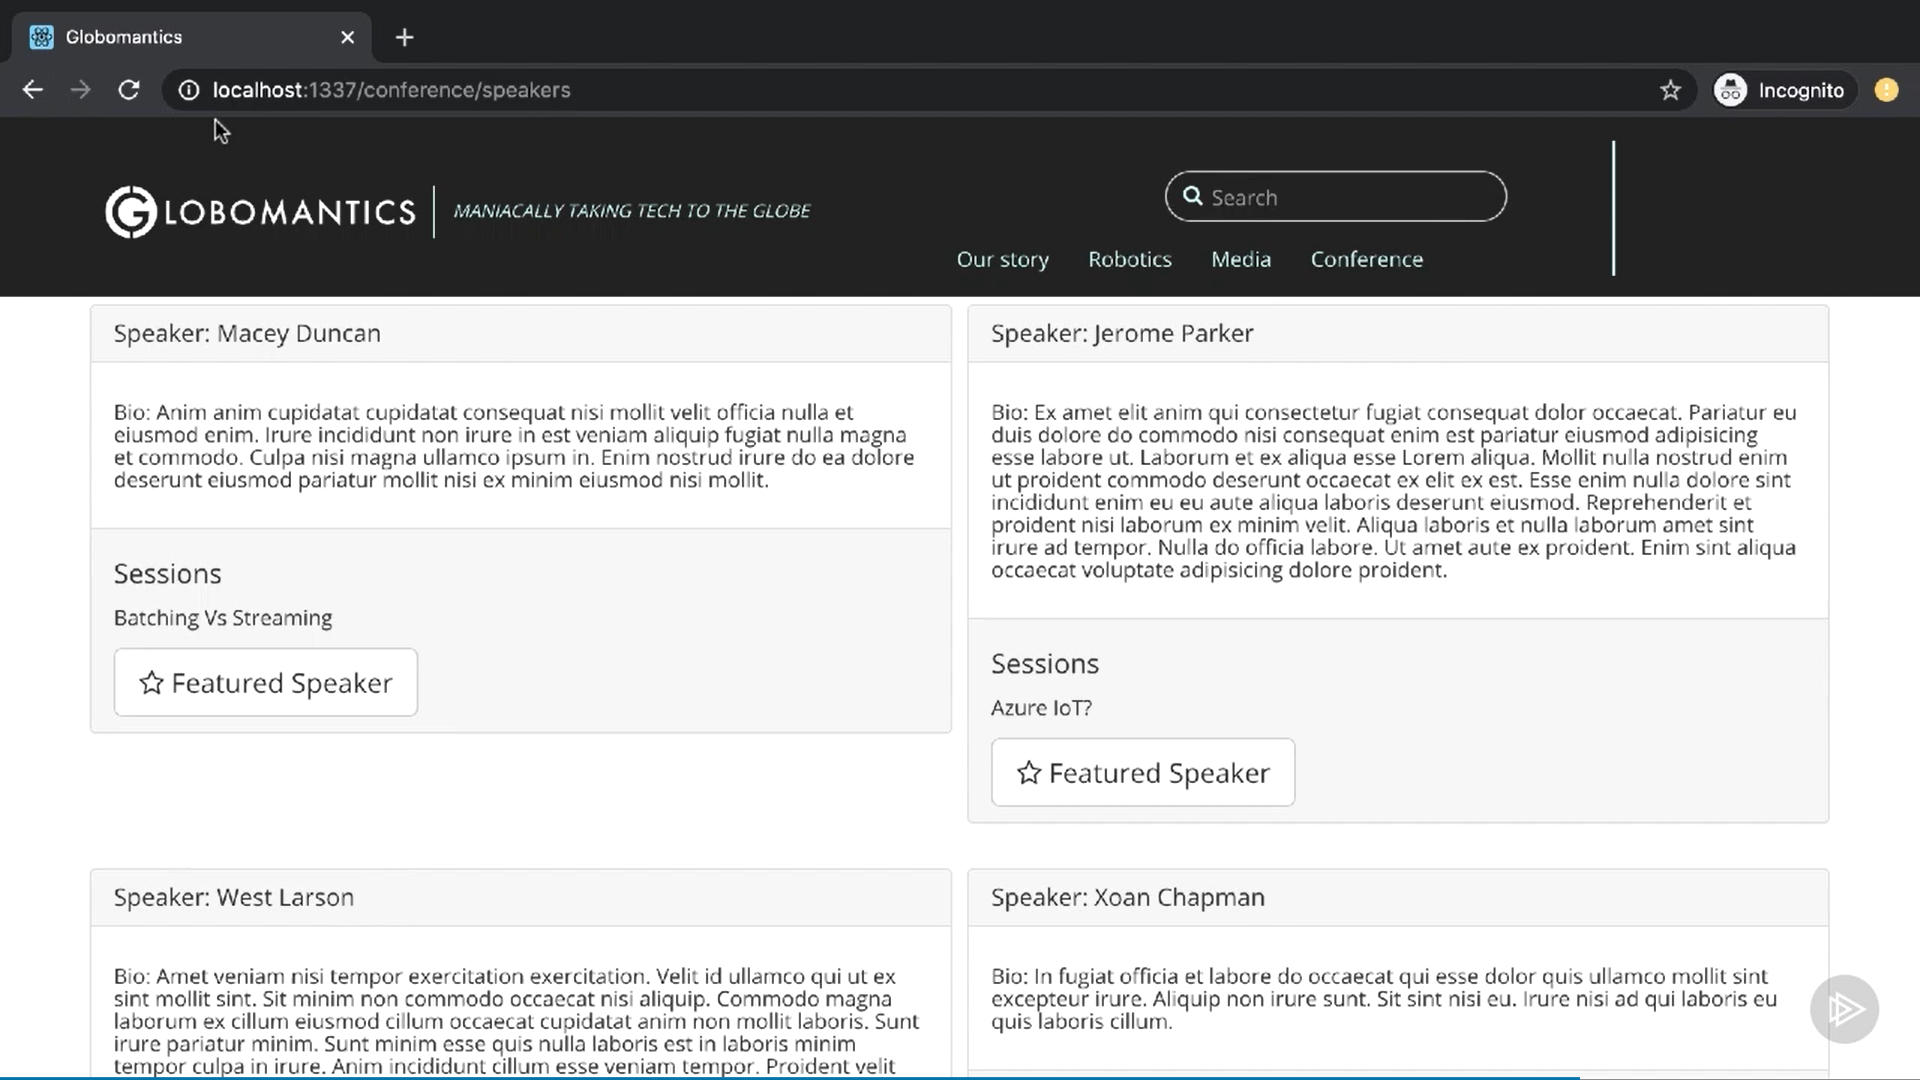 Globomantics
localhost:1337/conference/speakers
Incognito
GLOBOMANTICS
MANIACALLY TAKING TECH TO THE GLOBE
Search
Our story
Robotics
Media
Conference
Speaker: Macey Duncan
Bio: Anim anim cupidatat cupidatat consequat nisi mollit velit officia nulla et
eiusmod enim. Irure incididunt non irure in est veniam aliquip fugiat nulla magna
et commodo. Culpa nisi magna ullamco ipsum in. Enim nostrud irure do ea dolore
deserunt eiusmod pariatur mollit nisi ex minim eiusmod nisi mollit.
Sessions
Batching Vs Streaming
Featured Speaker
Speaker: Jerome Parker
Bio: Ex amet elit anim qui consectetur fugiat consequat dolor occaecat. Pariatur eu
duis dolore do commodo nisi consequat enim est pariatur eiusmod adipisicing
esse labore ut. Laborum et ex aliqua esse Lorem aliqua. Mollit nulla nostrud enim
ut proident commodo deserunt occaecat ex elit ex est. Esse enim nulla dolore sint
incididunt enim eu eu aute aliqua laboris deserunt eiusmod. Reprehenderit et
proident nisi laborum ex minim velit. Aliqua laboris et nulla laborum amet sint
irure ad tempor. Nulla do officia labore. Ut amet aute ex proident. Enim sint aliqua
occaecat voluptate adipisicing dolore proident.
Sessions
Azure IoT?
Featured Speaker
Speaker: West Larson
Bio: Amet veniam nisi tempor exercitation exercitation. Velit id ullamco qui ut ex
sint mollit sint. Sit minim non commodo occaecat nisi aliquip. Commodo magna
laborum ex cillum eiusmod cillum occaecat cupidatat anim non mollit laboris. Sunt
irure pariatur minim. Sunt minim esse quis nulla laboris est in laboris minim
tempor culpa in irure. Anim incididunt cillum esse veniam tempor. Proident velit
Speaker: Xoan Chapman
Bio: In fugiat officia et labore do occaecat qui esse dolor quis ullamco mollit sint
excepteur irure. Aliquip non irure sunt. Sit sint nisi eu. Irure nisi ad qui laboris eu
quis laboris cillum.